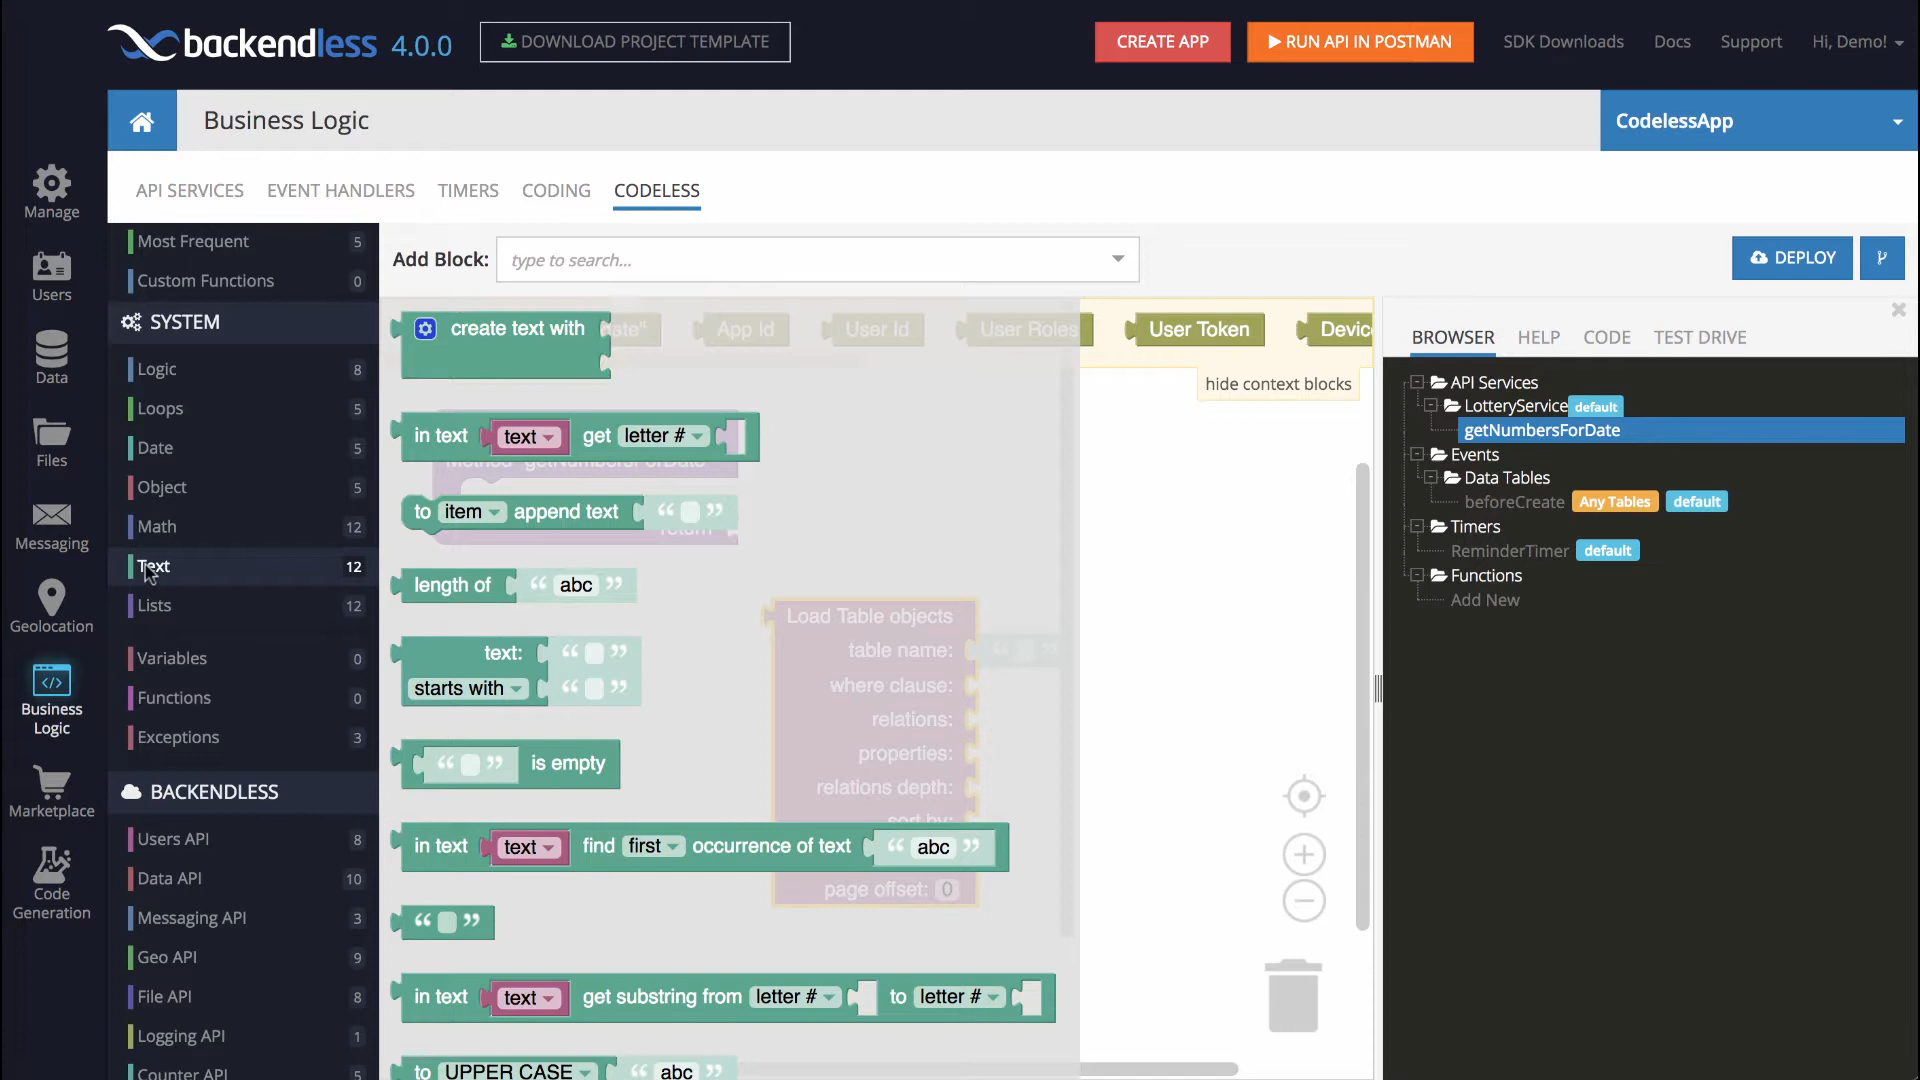 backendless 4.0.0
DOWNLOAD PROJECT TEMPLATE
CREATE APP
RUN API IN POSTMAN
SDK Downloads
Docs
Support
Hi, Demo!
Business Logic
CodelessApp
API SERVICES
EVENT HANDLERS
TIMERS
CODING
CODELESS
Manage
Users
Data
Files
Messaging
Geolocation
Business
Logic
Marketplace
Code
Generation
Most Frequent 5
Custom Functions 0
SYSTEM
Logic 8
Loops 5
Date 5
Object 5
Math 12
Text 12
Lists 12
Variables 0
Functions 0
Exceptions 3
BACKENDLESS
Users API 8
Data API 10
Messaging API 3
Geo API 9
File API 8
Logging API 1
Counter API 5
Add Block: type to search...
DEPLOY
App Id
User Id
User Roles
User Token
Device
hide context blocks
create text with
in text text get letter #
Method getNumbersForDate
to item append text “ ”
return
length of “ abc ”
text: “ ”
starts with “ ”
“ ” is empty
in text text find first occurrence of text “ abc ”
“ ”
in text text get substring from letter # to letter #
to UPPER CASE “ abc ”
Load Table objects
table name: “ ”
where clause:
relations:
properties:
relations depth:
sort by:
page offset: 0
BROWSER
HELP
CODE
TEST DRIVE
API Services
LotteryService default
getNumbersForDate
Events
Data Tables
beforeCreate Any Tables default
Timers
ReminderTimer default
Functions
Add New